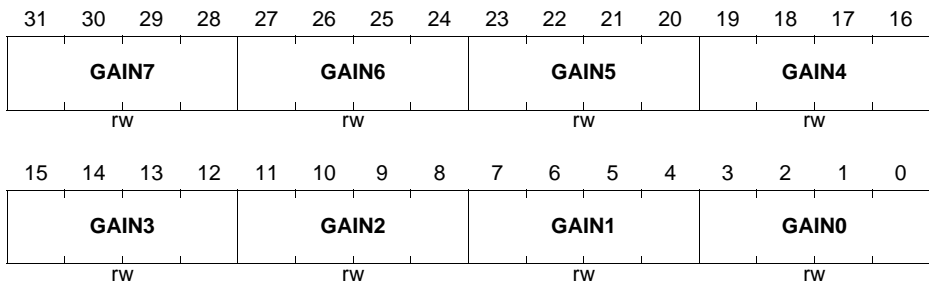 31 30 29 28 27 26 25 24 23 22 21 20 19 18 17 16
GAIN7 GAIN6 GAIN5 GAIN4
rw rw rw rw
15 14 13 12 11 10 9 8 7 6 5 4 3 2 1 0
GAIN3 GAIN2 GAIN1 GAIN0
rw rw rw rw